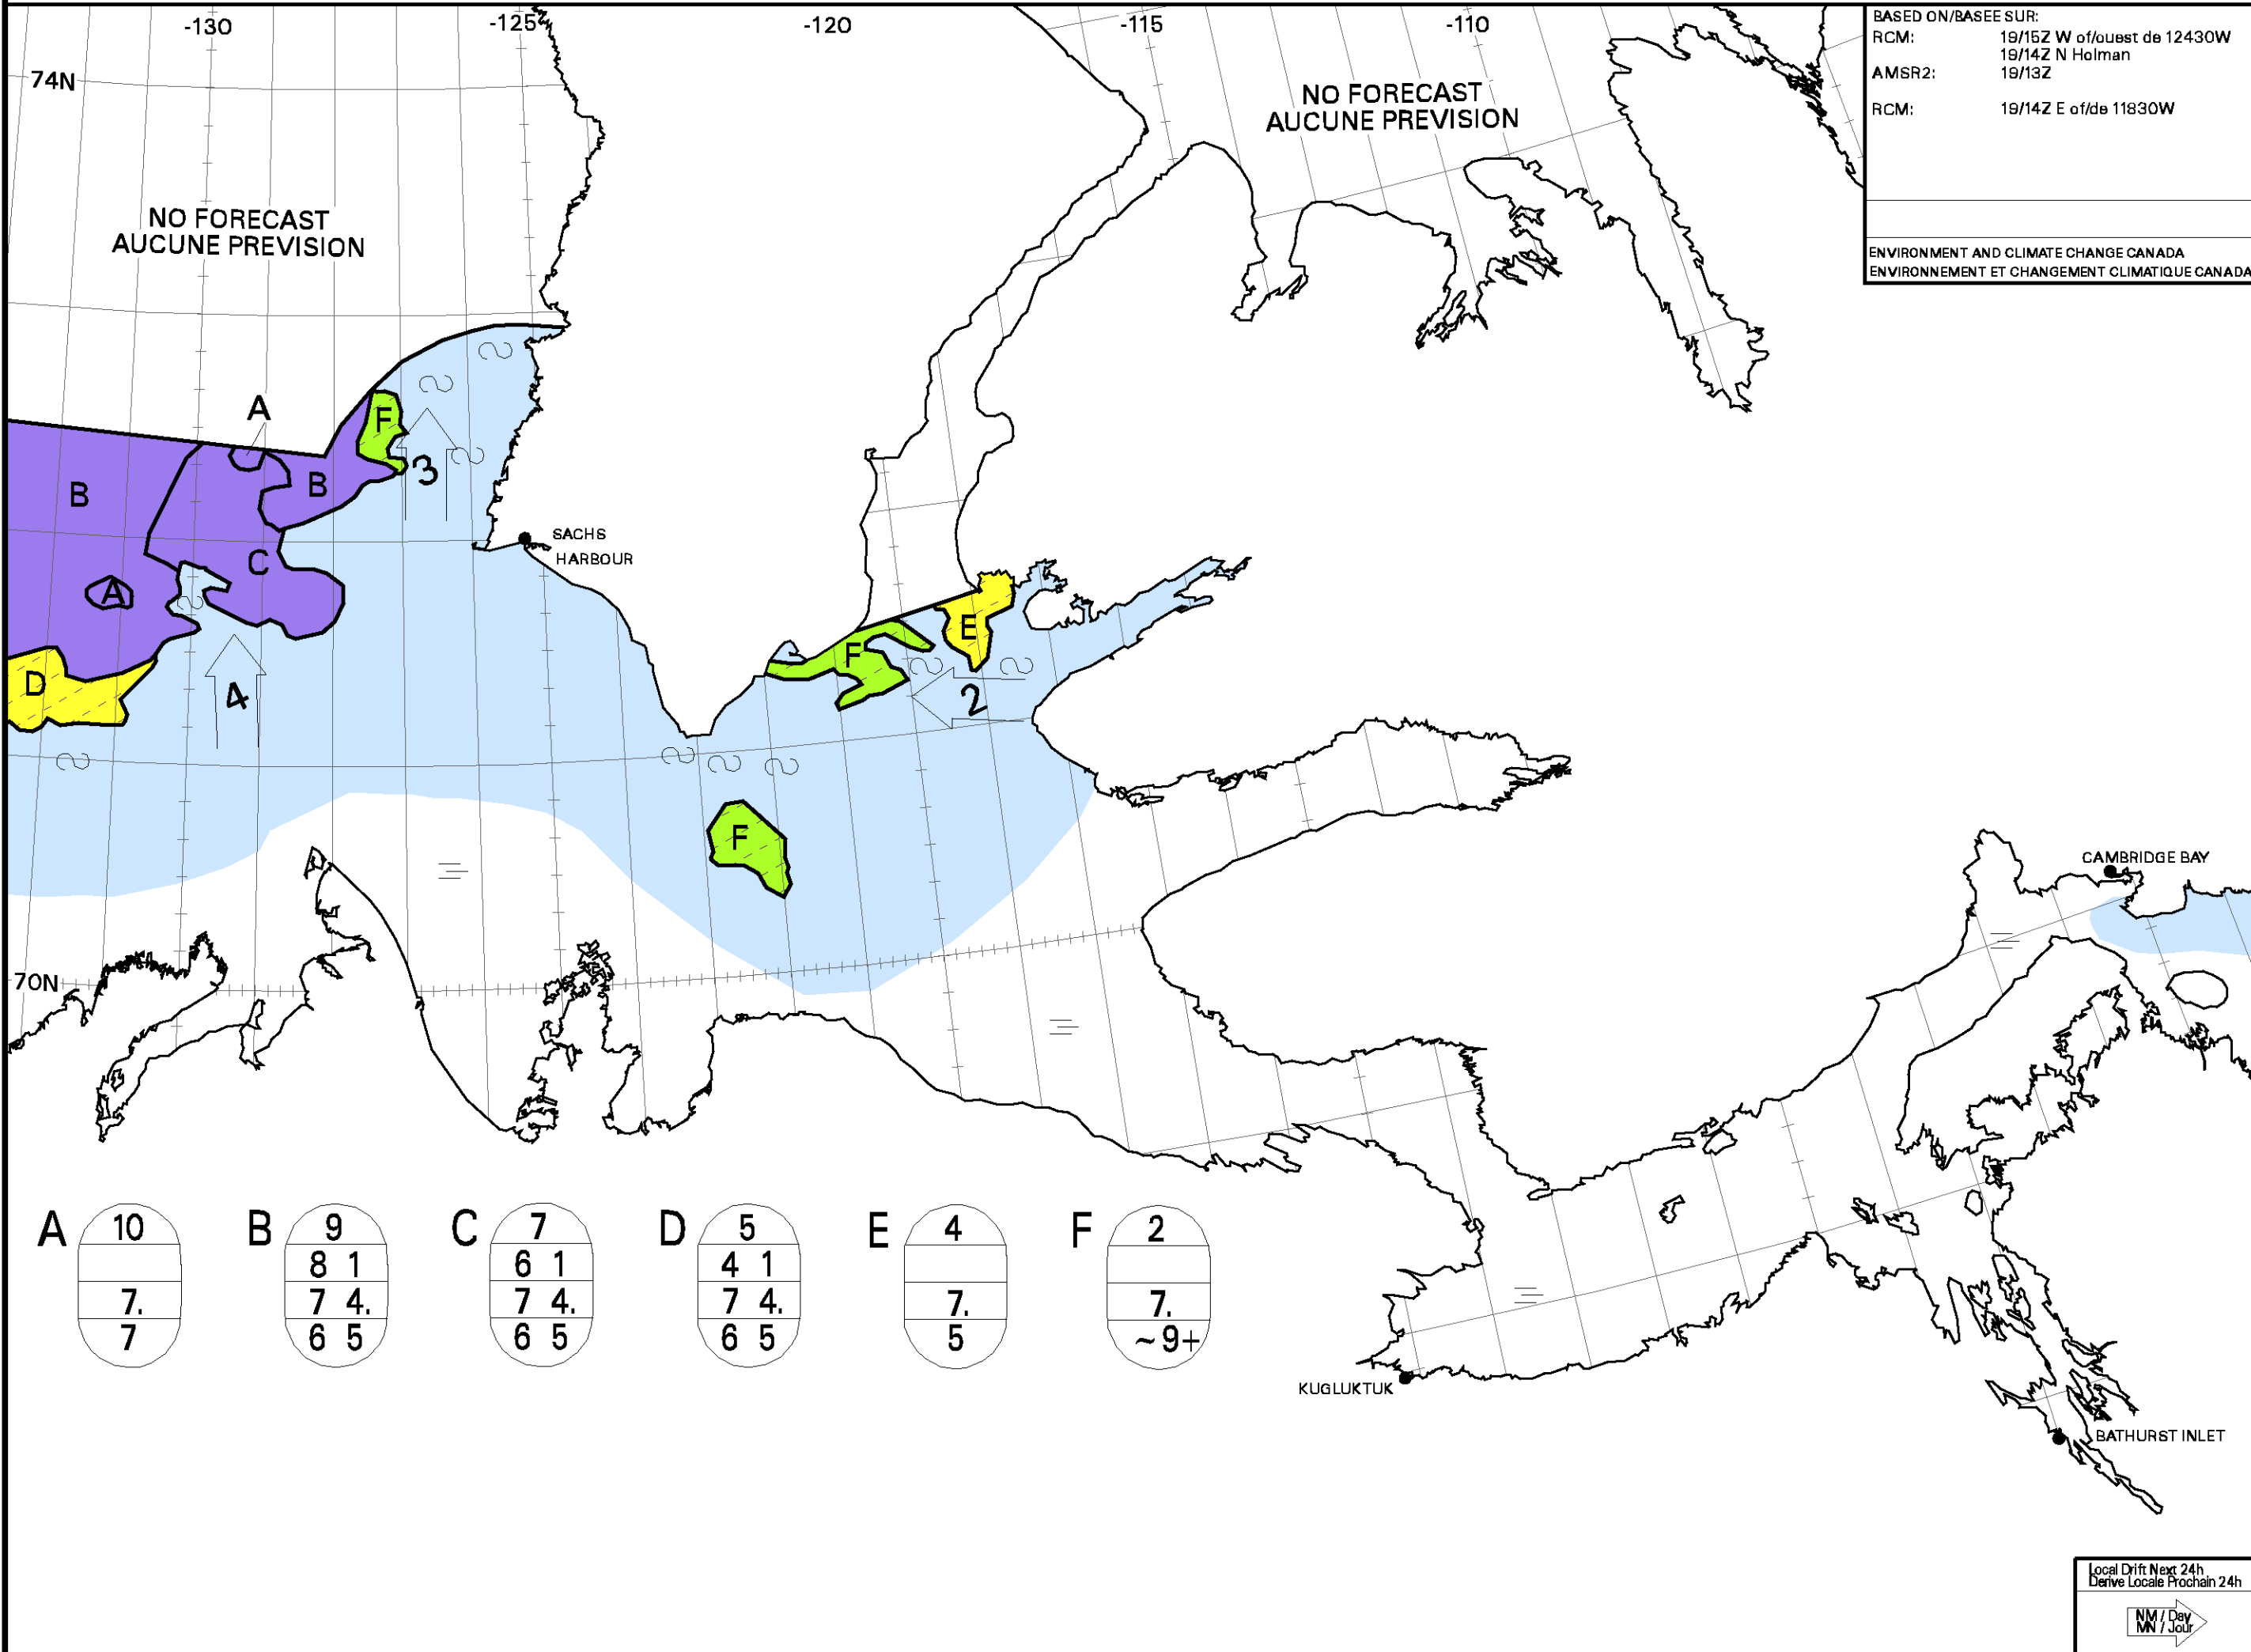 -130
-125
-120
-115
-110
74N
BASED ON/BASEE SUR:
RCM: 19/15Z W of/ouest de 12430W
19/14Z N Holman
AMSR2: 19/13Z
RCM: 19/14Z E of/de 11830W
ENVIRONMENT AND CLIMATE CHANGE CANADA
ENVIRONNEMENT ET CHANGEMENT CLIMATIQUE CANADA
NO FORECAST
AUCUNE PREVISION
NO FORECAST
AUCUNE PREVISION
A
F
B
B
3
C
A
SACHS
HARBOUR
D
4
F
E
2
F
CAMBRIDGE BAY
70N
A
10
7.
7
B
9
8 1
7 4.
6 5
C
7
6 1
7 4.
6 5
D
5
4 1
7 4.
6 5
E
4
7.
5
F
2
7.
~9+
KUGLUKTUK
BATHURST INLET
Local Drift Next 24h
Derive Locale Prochain 24h
NM / Day
MN / Jour